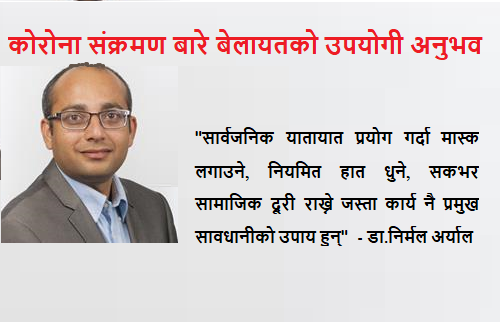 कोरोना संक्रमण बारे बेलायतको उपयोगी अनुभव
"सार्वजनिक यातायात प्रयोग गर्दा मास्क
लगाउने, नियमित हात धुने, सकभर
सामाजिक दूरी राख्ने जस्ता कार्य नै प्रमुख
सावधानीको उपाय हुन्" - डा.निर्मल अर्याल